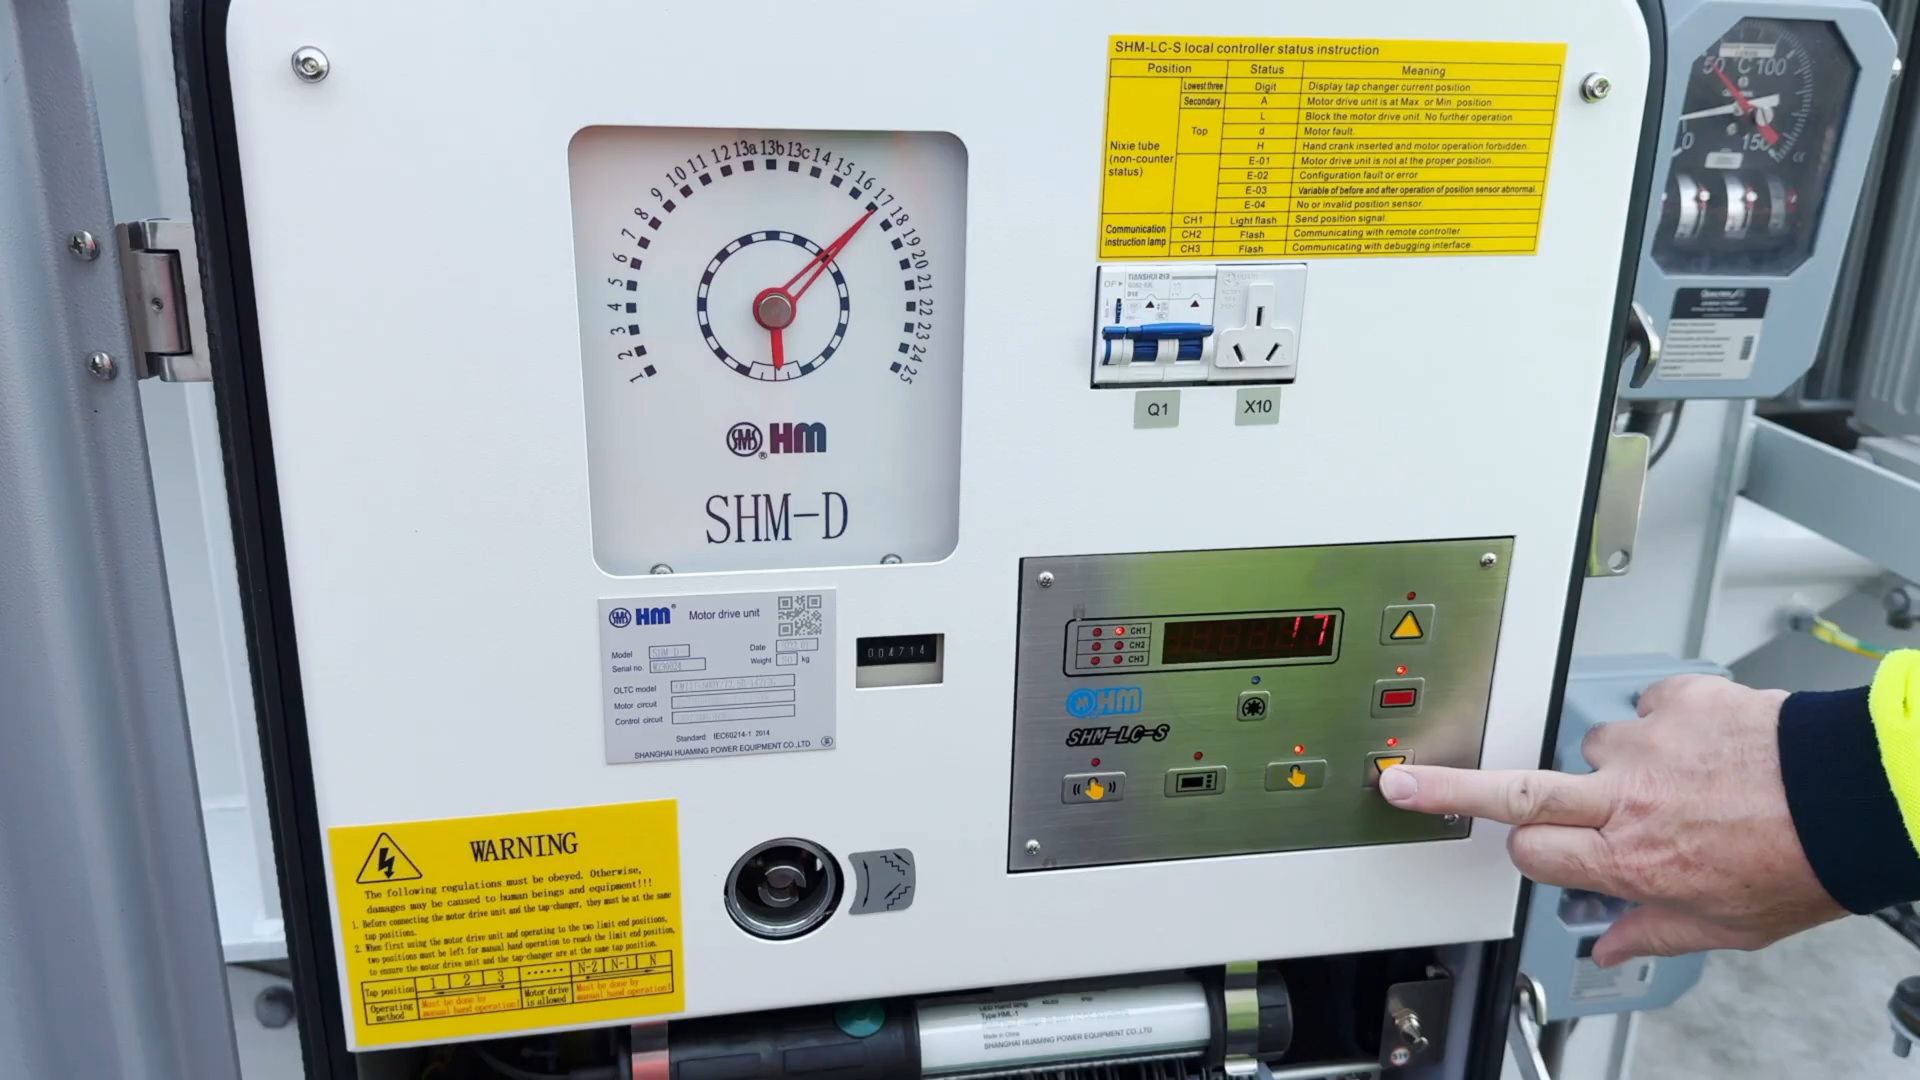 1 2 3 4 5 6 7 8 9 10 11 12 13a 13b 13c 14 15 16 17 18 19 20 21 22 23 24 25
SMS® HM
SHM-D
SHM-LC-S local controller status instruction
Position Status Meaning
Nixie tube (non-counter status)
Lowest three Digit Display tap changer current position
Secondary A Motor drive unit is at Max. or Min. position
Top L Block the motor drive unit. No further operation
d Motor fault.
H Hand crank inserted and motor operation forbidden.
E-01 Motor drive unit is not at the proper position.
E-02 Configuration fault or error
E-03 Variable of before and after operation of position sensor abnormal.
E-04 No or invalid position sensor.
Communication instruction lamp
CH1 Light flash Send position signal.
CH2 Flash Communicating with remote controller
CH3 Flash Communicating with debugging interface.
50 °C 100
0 150
OF
Q1 X10
HM® Motor drive unit
Model SHM-D Date
Serial no. Weight kg
OLTC model
Motor circuit
Control circuit
Standard: IEC60214-1 2014
SHANGHAI HUAMING POWER EQUIPMENT CO.,LTD
004714
CH1
CH2
CH3
17
HM
SHM-LC-S
WARNING
The following regulations must be obeyed. Otherwise,
damages may be caused to human beings and equipment!!!
1. Before connecting the motor drive unit and the tap-changer, they must be at the same
tap positions.
2. When first using the motor drive unit and operating to the two limit end positions,
two positions must be left for manual hand operation to reach the limit end position,
to ensure the motor drive unit and the tap-changer are at the same tap position.
Tap position 1 2 3 ...... N-2 N-1 N
Operating method Must be done by manual hand operation! Motor drive is allowed Must be done by manual hand operation!
Type HML-1
Made in China
SHANGHAI HUAMING POWER EQUIPMENT CO.,LTD